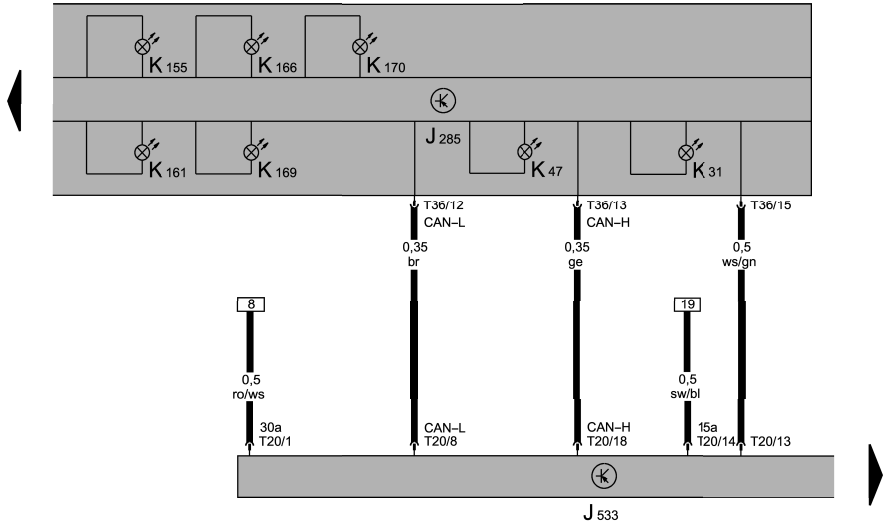 K 155
K 166
K 170
J 285
K 161
K 169
K 47
K 31
T36/12
T36/13
T36/15
CAN-L
CAN-H
0,35
0,35
0,5
br
ge
ws/gn
8
19
0,5
0,5
ro/ws
sw/bl
30a
CAN-L
CAN-H
15a
T20/1
T20/8
T20/18
T20/14
T20/13
J 533